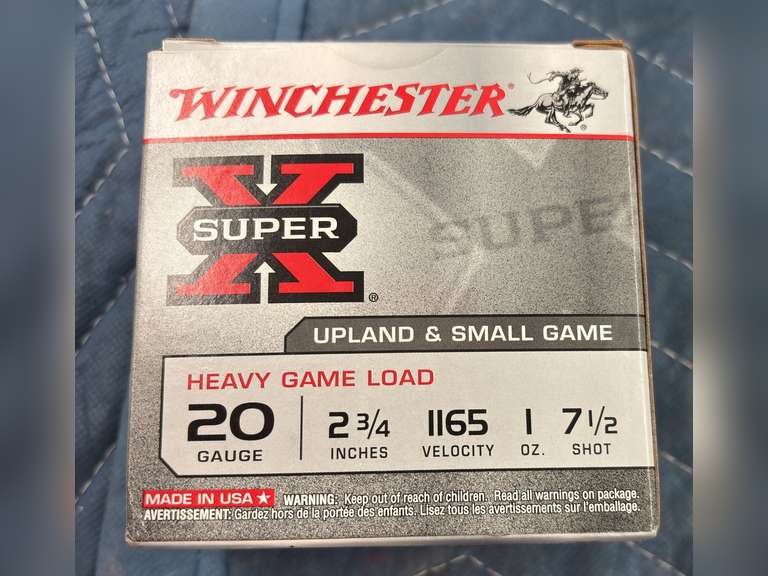 WINCHESTER®
SUPER X ®
SUPE
UPLAND & SMALL GAME
HEAVY GAME LOAD
20 2 3/4 1165 1 7 1/2
GAUGE INCHES VELOCITY OZ. SHOT
MADE IN USA ★ WARNING: Keep out of reach of children. Read all warnings on package.
AVERTISSEMENT: Gardez hors de la portée des enfants. Lisez tous les avertissements sur l'emballage.